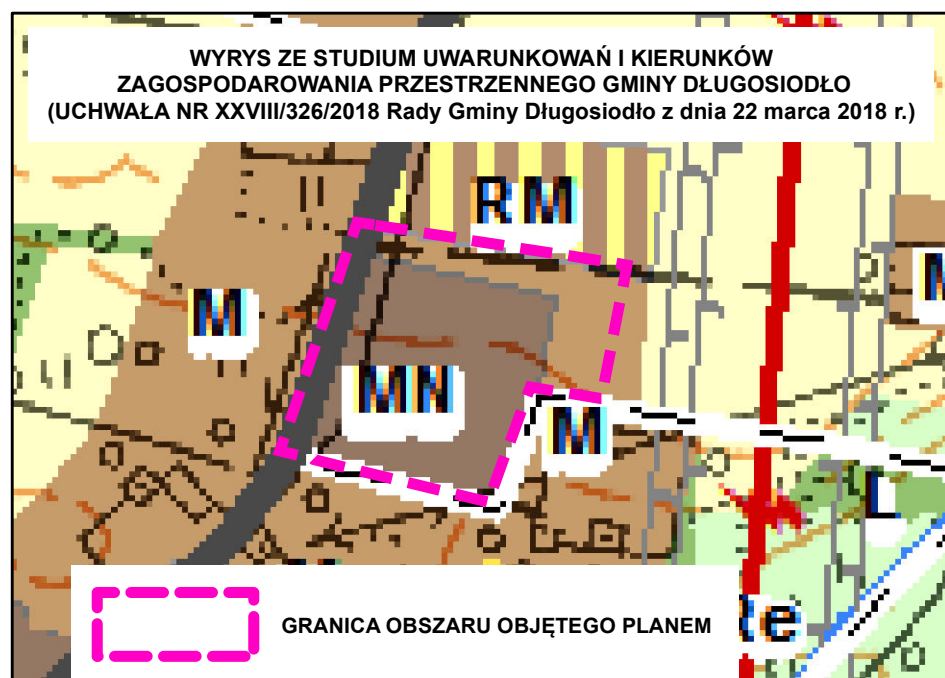 WYRYS ZE STUDIUM UWARUNKOWAŃ I KIERUNKÓW
ZAGOSPODAROWANIA PRZESTRZENNEGO GMINY DŁUGOSIODŁO
(UCHWAŁA NR XXVIII/326/2018 Rady Gminy Długosiodło z dnia 22 marca 2018 r.)
RM
M
M
MN
M
L
Re
GRANICA OBSZARU OBJĘTEGO PLANEM